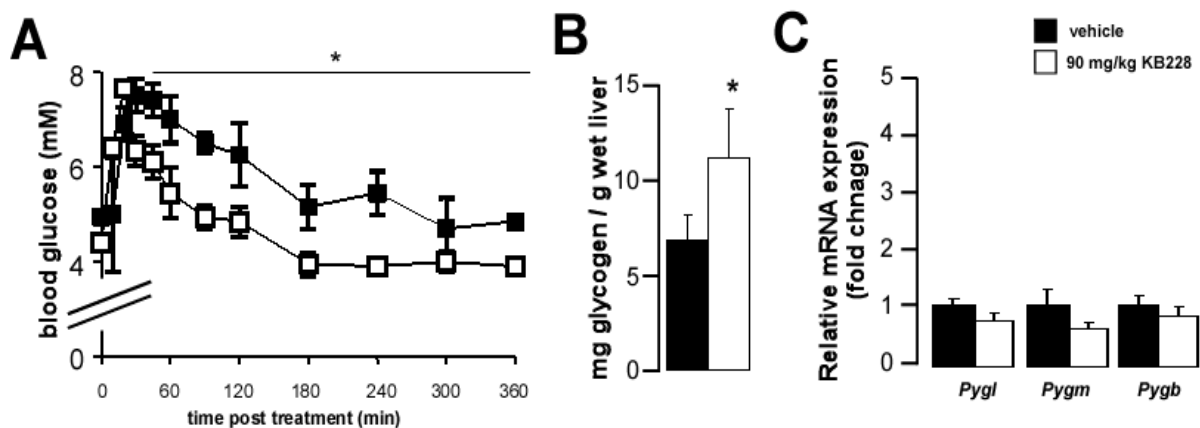 A
*
blood glucose (mM)
8
6
4
0
0 60 120 180 240 300 360
time post treatment (min)
B
mg glycogen / g wet liver
15
10
5
0
*
C
vehicle
90 mg/kg KB228
Relative mRNA expression
(fold chnage)
5
4
3
2
1
0
Pygl Pygm Pygb